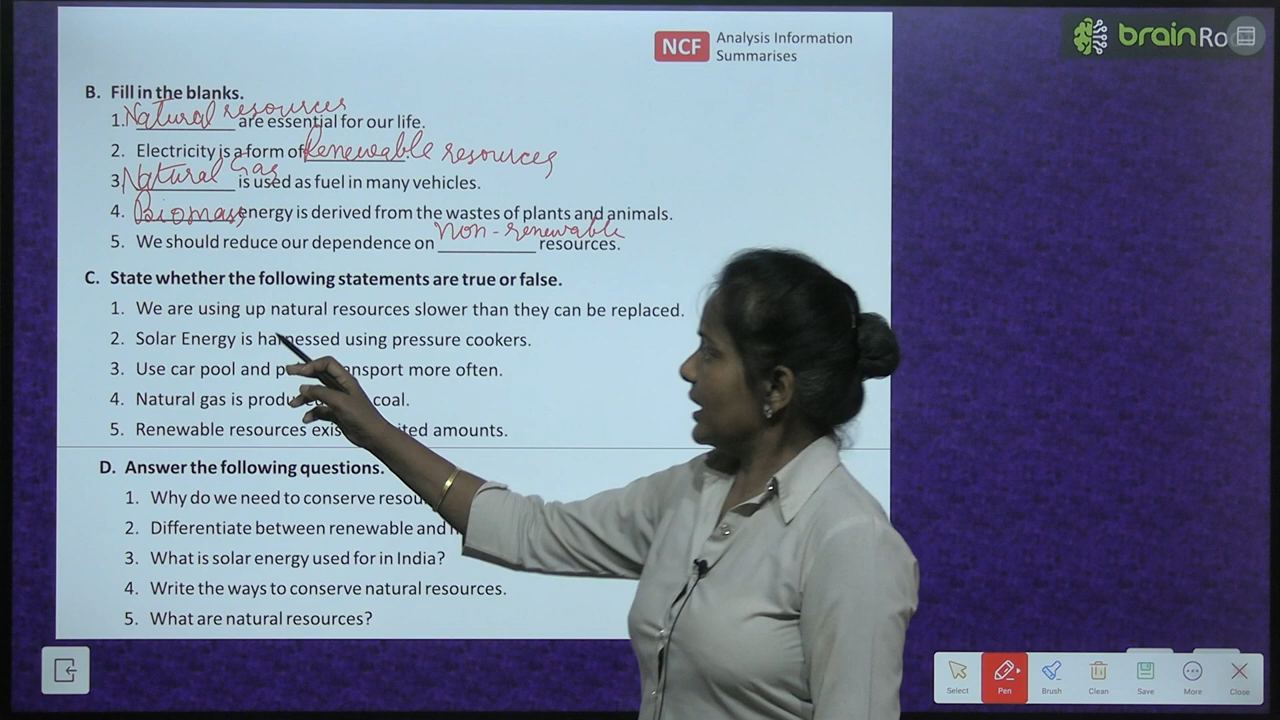 NCF Analysis Information
Summarises
brain Ro
B. Fill in the blanks.
1. Natural resources are essential for our life.
2. Electricity is a form of Renewable resources.
3. Natural Gas is used as fuel in many vehicles.
4. Biomass energy is derived from the wastes of plants and animals.
5. We should reduce our dependence on non-renewable resources.
C. State whether the following statements are true or false.
1. We are using up natural resources slower than they can be replaced.
2. Solar Energy is harnessed using pressure cookers.
3. Use car pool and transport more often.
4. Natural gas is coal.
5. Renewable resources amounts.
D. Answer the following questions.
1. Why do we need to conserve
2. Differentiate between renewable and
3. What is solar energy used for in India?
4. Write the ways to conserve natural resources.
5. What are natural resources?
Select Pen Brush Clean Save More Close